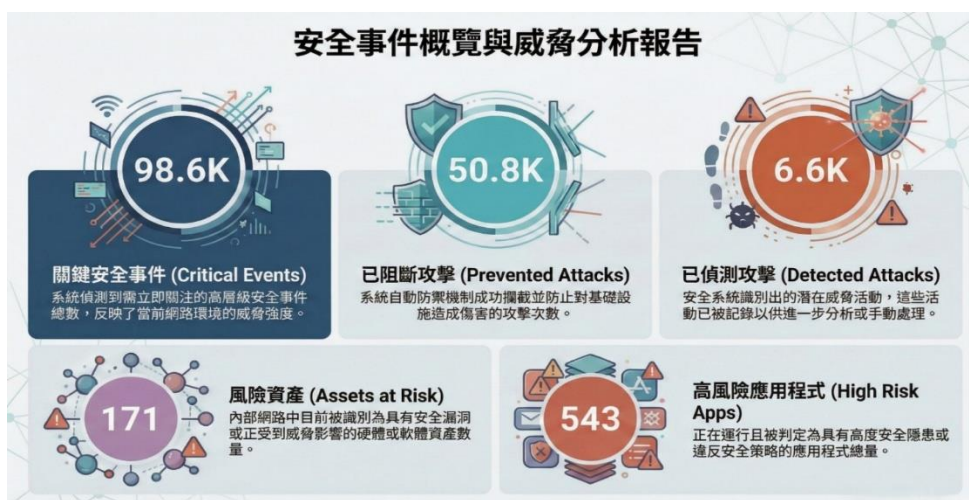 安全事件概覽與威脅分析報告
98.6K
關鍵安全事件 (Critical Events)
系統偵測到需立即關注的高層級安全事件
總數，反映了當前網路環境的威脅強度。
50.8K
已阻斷攻擊 (Prevented Attacks)
系統自動防禦機制成功攔截並防止對基礎設
施造成傷害的攻擊次數。
6.6K
已偵測攻擊 (Detected Attacks)
安全系統識別出的潛在威脅活動，這些活
動已被記錄以供進一步分析或手動處理。
171
風險資產 (Assets at Risk)
內部網路中目前被識別為具有安全漏洞
或正受到威脅影響的硬體或軟體資產數
量。
543
高風險應用程式 (High Risk
Apps)
正在運行且被判定為具有高度安全隱患或
違反安全策略的應用程式總量。